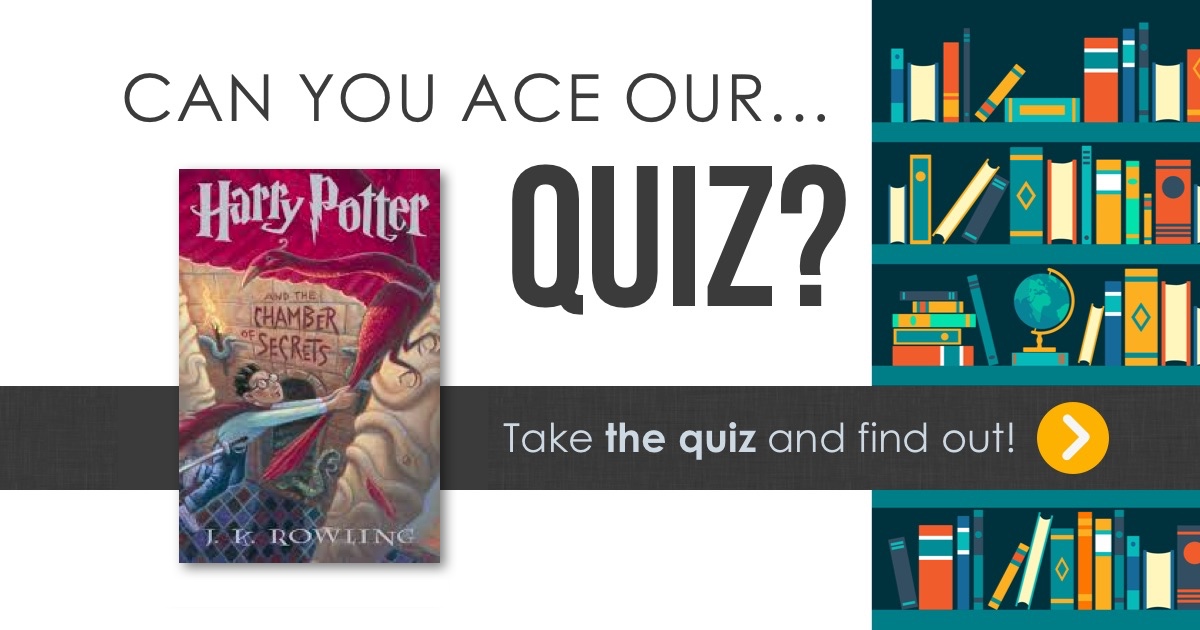 CAN YOU ACE OUR...
QUIZ?
Harry Potter
AND THE
CHAMBER
OF
SECRETS
J. K. ROWLING
Take the quiz and find out!